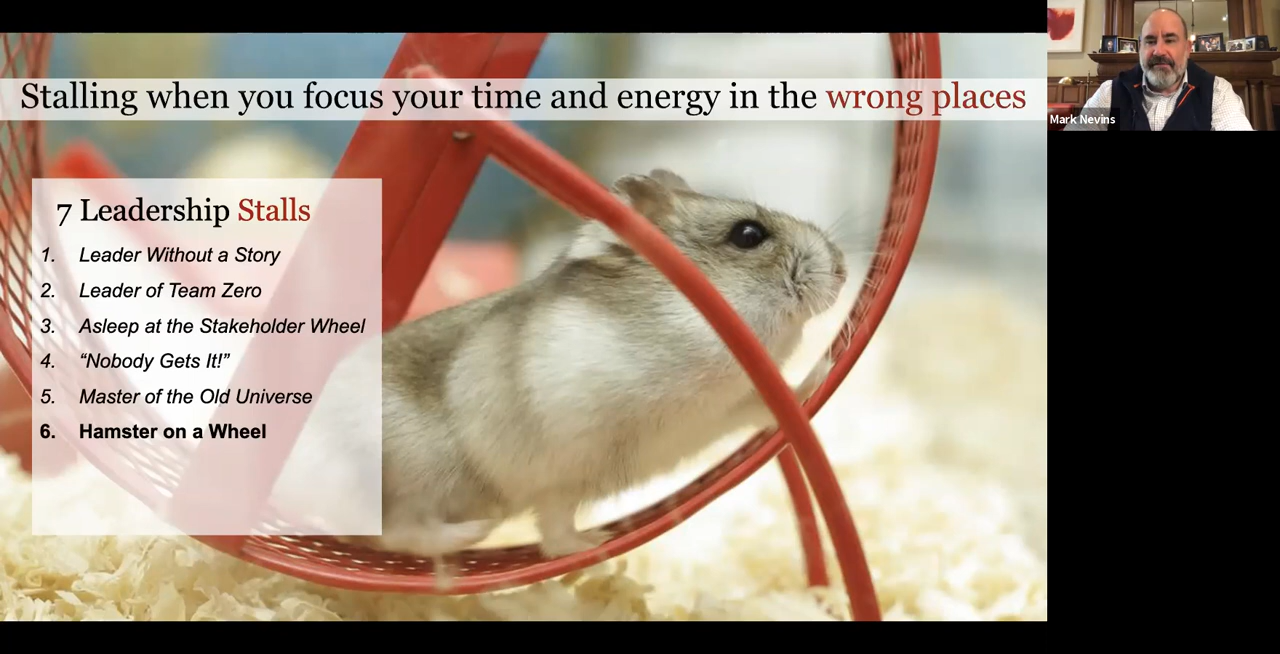 Stalling when you focus your time and energy in the wrong places
Mark Nevins
7 Leadership Stalls
1. Leader Without a Story
2. Leader of Team Zero
3. Asleep at the Stakeholder Wheel
4. “Nobody Gets It!”
5. Master of the Old Universe
6. Hamster on a Wheel